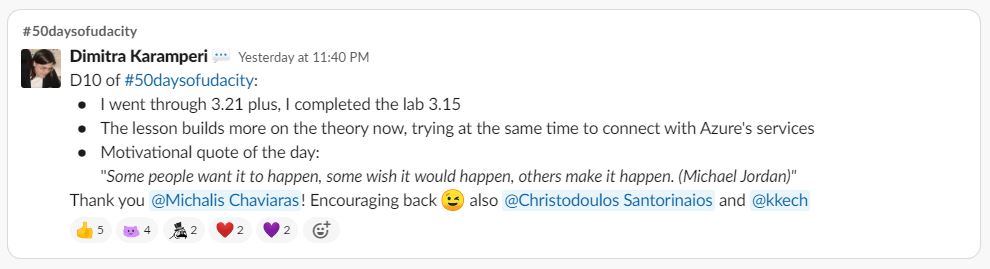 #50daysofudacity
Dimitra Karamperi Yesterday at 11:40 PM
D10 of #50daysofudacity:
• I went through 3.21 plus, I completed the lab 3.15
• The lesson builds more on the theory now, trying at the same time to connect with Azure's services
• Motivational quote of the day:
"Some people want it to happen, some wish it would happen, others make it happen. (Michael Jordan)"
Thank you @Michalis Chaviaras! Encouraging back 😉 also @Christodoulos Santorinaios and @kkech
👍 5 4 2 ❤️ 2 💜 2